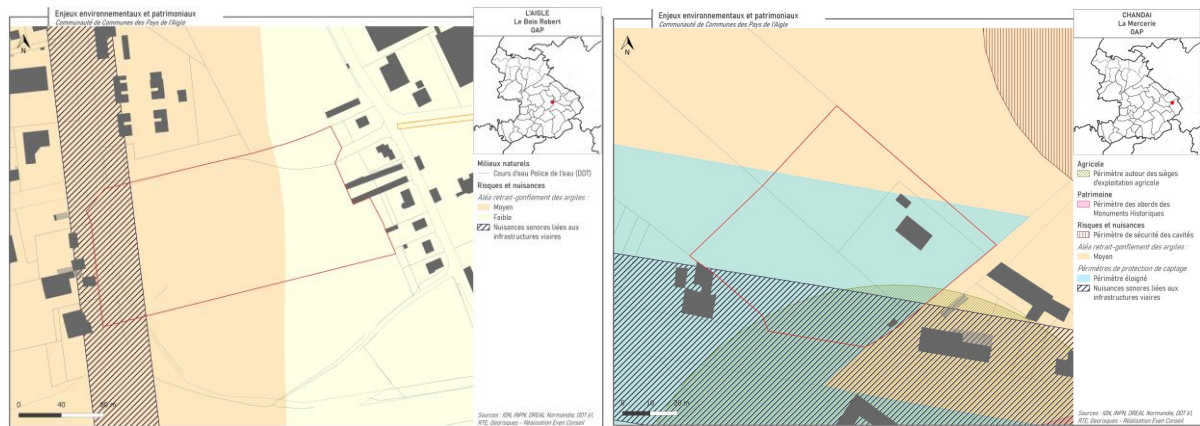 Enjeux environnementaux et patrimoniaux
Communauté de Communes des Pays de l'Aigle
L'AIGLE
Le Bois Robert
OAP
N
Milieux naturels
Cours d'eau Police de l'eau (DDT)
Risques et nuisances
Aléa retrait-gonflement des argiles :
Moyen
Faible
Nuisances sonores liées aux
infrastructures viaires
0 40 80 m
Sources : IGN, INPN, DREAL Normandie, DDT 61,
RTE, Georisques - Réalisation Even Conseil
Enjeux environnementaux et patrimoniaux
Communauté de Communes des Pays de l'Aigle
CHANDAI
La Mercerie
OAP
N
Agricole
Périmètre autour des sièges
d'exploitation agricole
Patrimoine
Périmètre des abords des
Monuments Historiques
Risques et nuisances
Périmètre de sécurité des cavités
Aléa retrait-gonflement des argiles :
Moyen
Périmètres de protection de captage
Périmètre éloigné
Nuisances sonores liées aux
infrastructures viaires
0 10 20 m
Sources : IGN, INPN, DREAL Normandie, DDT 61,
RTE, Georisques - Réalisation Even Conseil